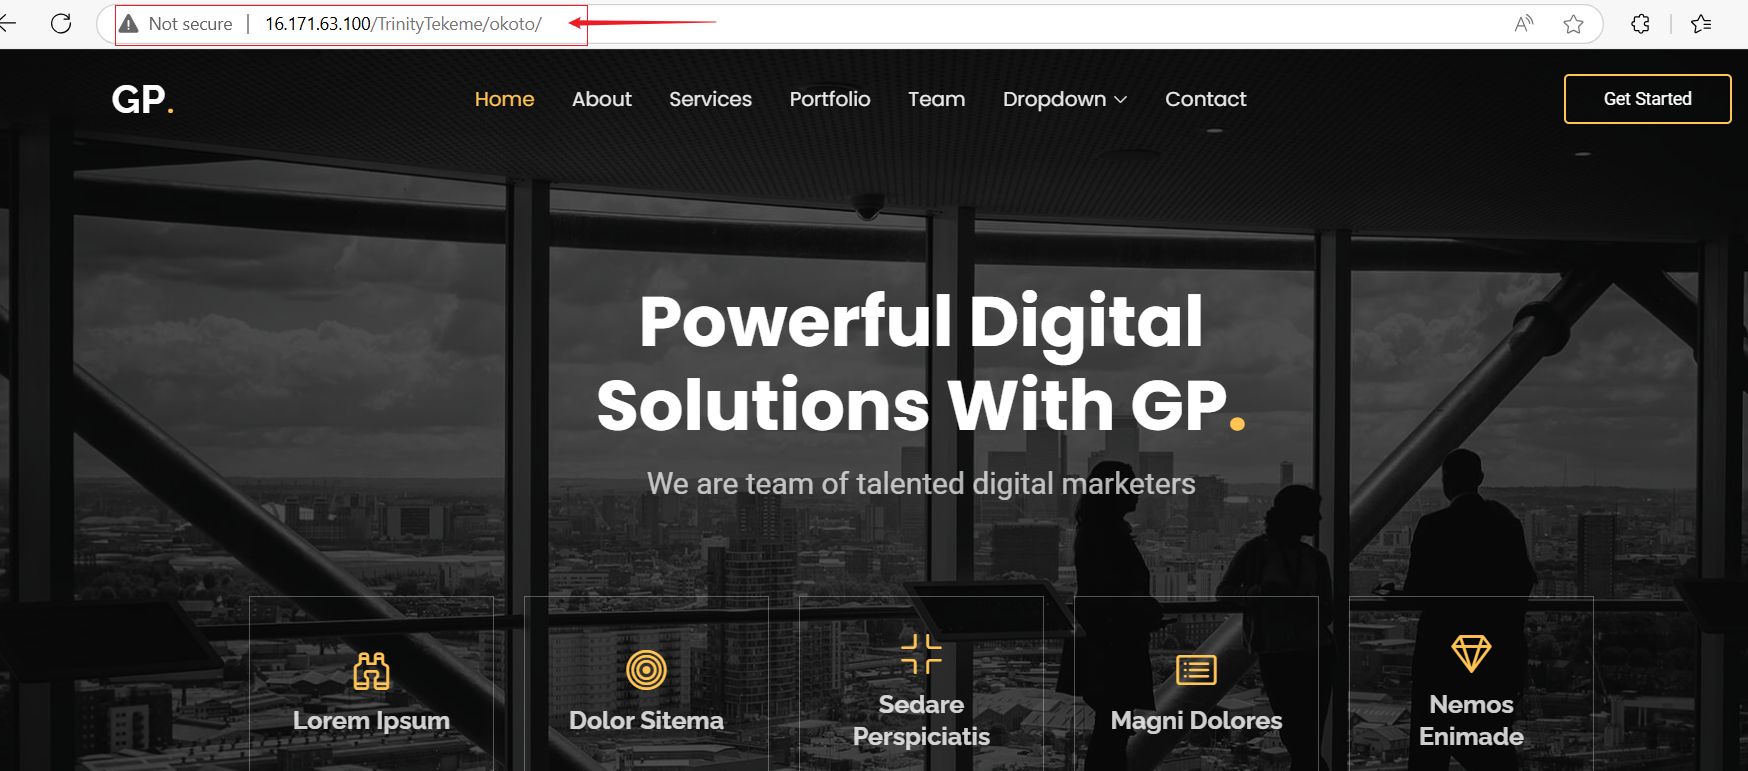 Not secure | 16.171.63.100/TrinityTekeme/okoto/
GP.
Home About Services Portfolio Team Dropdown Contact
Get Started
Powerful Digital
Solutions With GP.
We are team of talented digital marketers
Lorem Ipsum
Dolor Sitema
Sedare
Perspiciatis
Magni Dolores
Nemos
Enimade